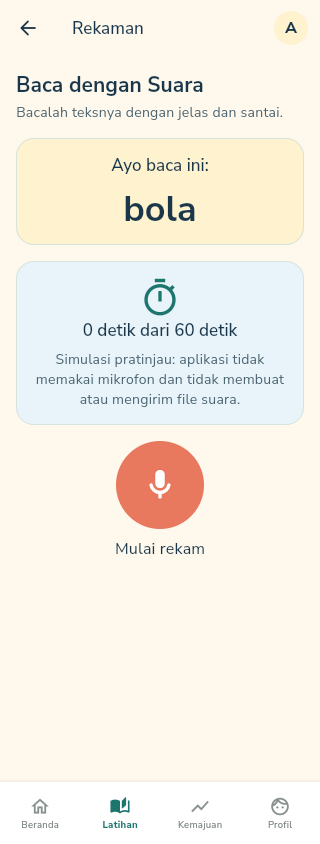 Rekaman
A
Baca dengan Suara
Bacalah teksnya dengan jelas dan santai.
Ayo baca ini:
bola
0 detik dari 60 detik
Simulasi pratinjau: aplikasi tidak
memakai mikrofon dan tidak membuat
atau mengirim file suara.
Mulai rekam
Beranda
Latihan
Kemajuan
Profil